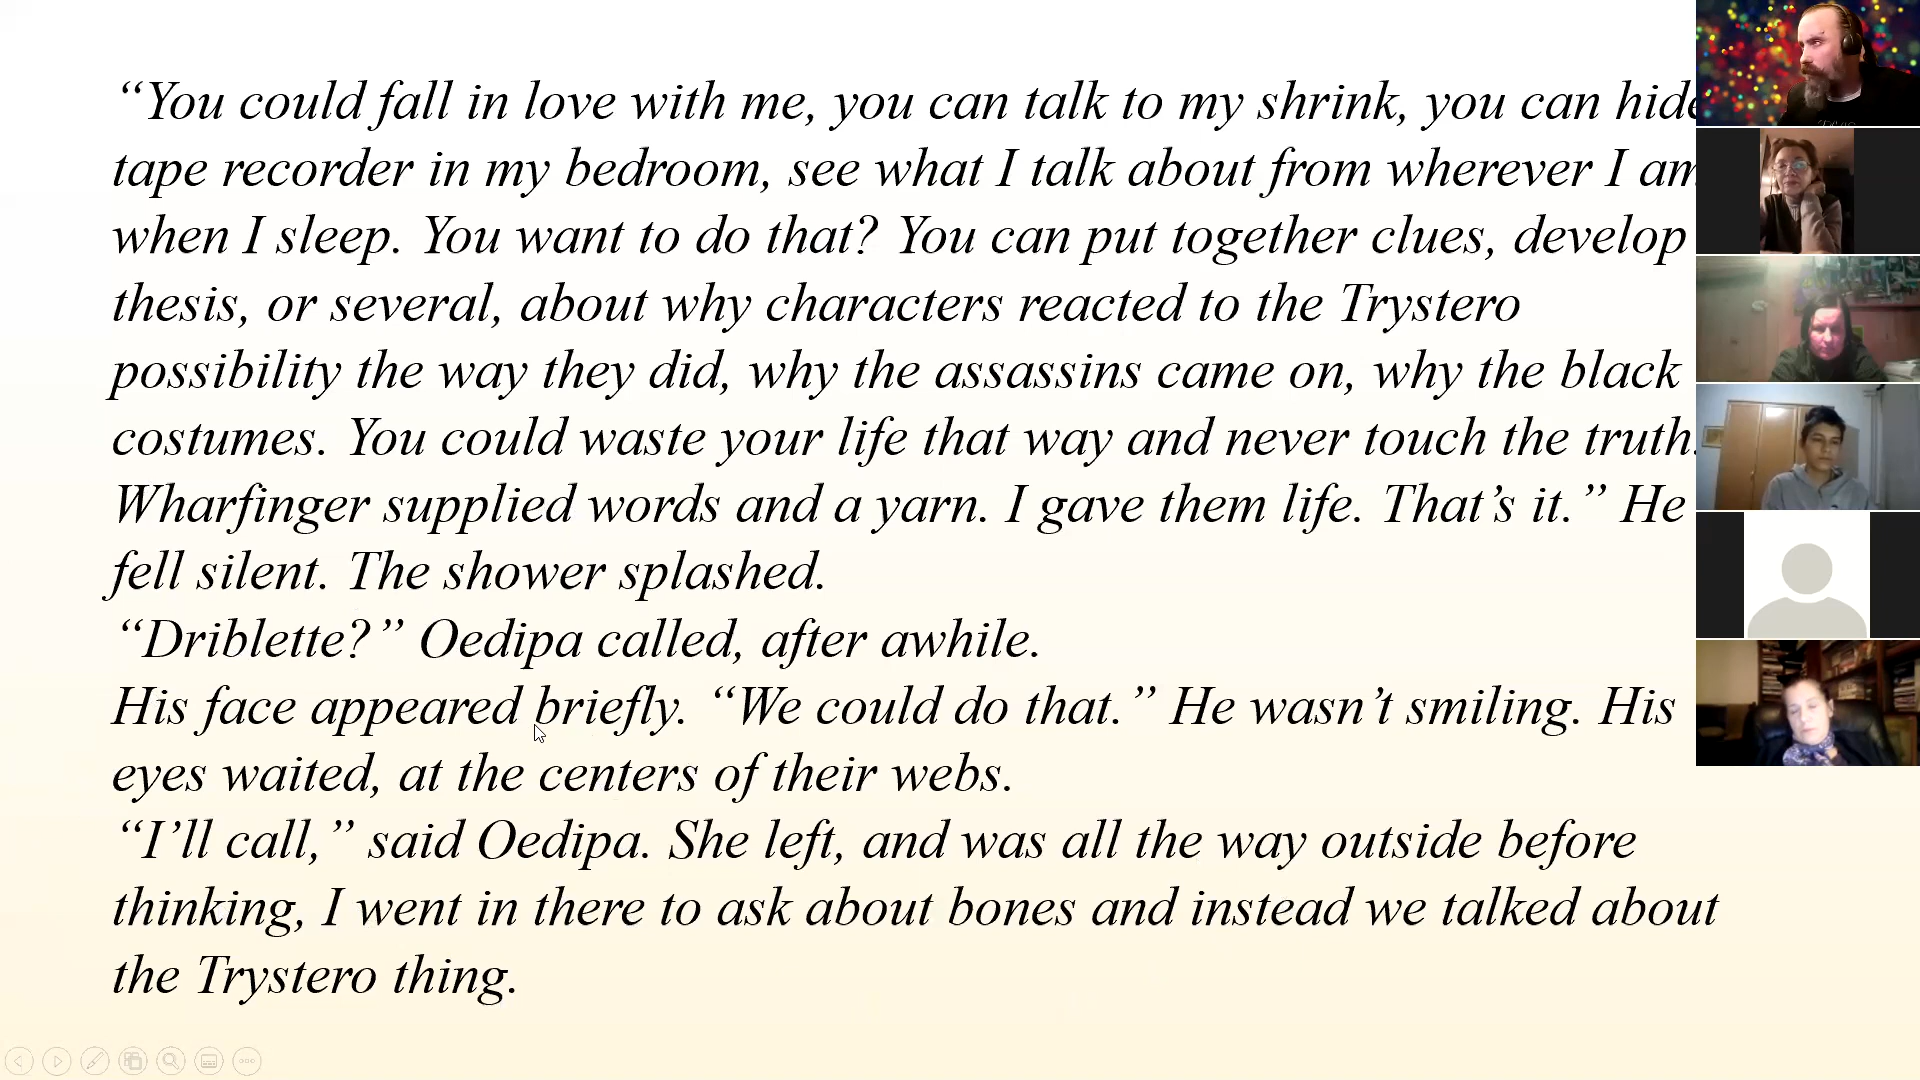 “You could fall in love with me, you can talk to my shrink, you can hide
tape recorder in my bedroom, see what I talk about from wherever I am
when I sleep. You want to do that? You can put together clues, develop
thesis, or several, about why characters reacted to the Trystero
possibility the way they did, why the assassins came on, why the black
costumes. You could waste your life that way and never touch the truth.
Wharfinger supplied words and a yarn. I gave them life. That’s it.” He
fell silent. The shower splashed.
“Driblette?” Oedipa called, after awhile.
His face appeared briefly. “We could do that.” He wasn’t smiling. His
eyes waited, at the centers of their webs.
“I’ll call,” said Oedipa. She left, and was all the way outside before
thinking, I went in there to ask about bones and instead we talked about
the Trystero thing.